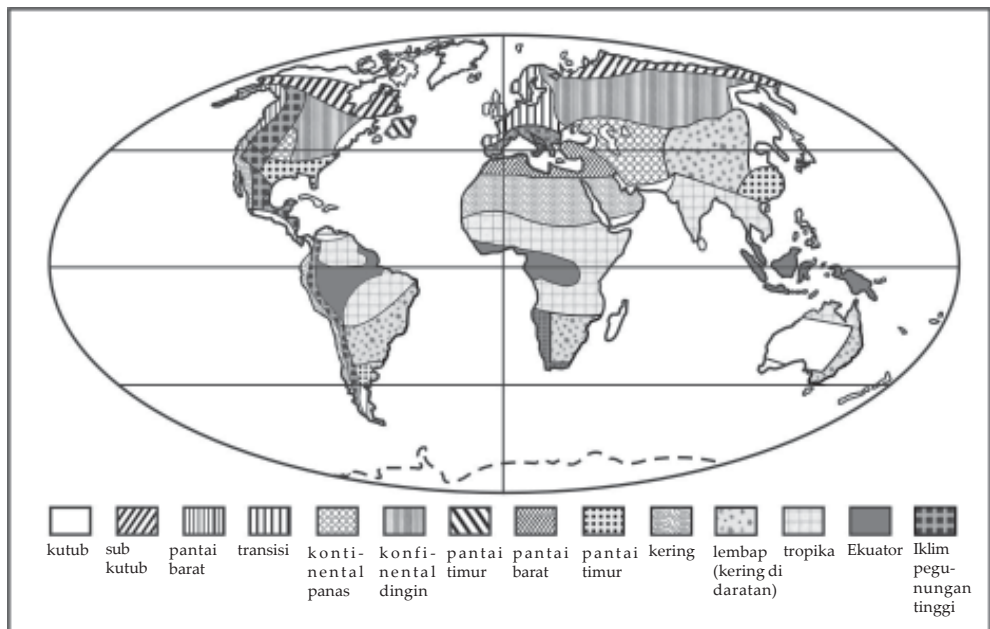 kutub
sub
kutub
pantai
barat
transisi
konti-
nental
panas
konfi-
nental
dingin
pantai
timur
pantai
barat
pantai
timur
kering
lembap
(kering di
daratan)
tropika
Ekuator
Iklim
pegu-
nungan
tinggi